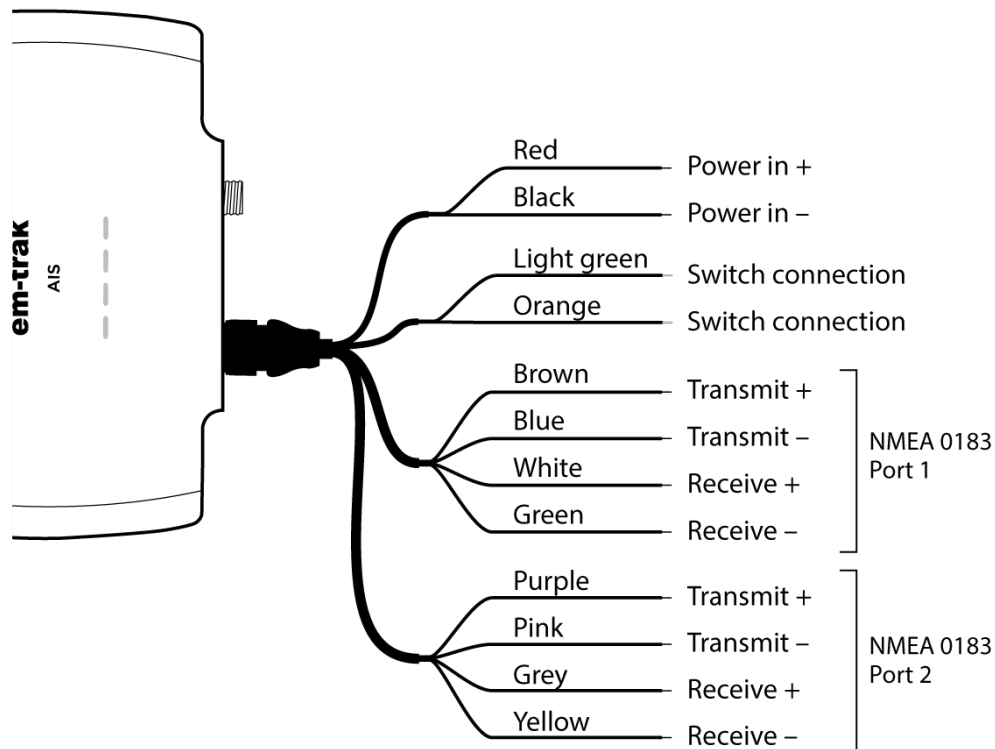 em-trak
AIS
Red Power in +
Black Power in –
Light green Switch connection
Orange Switch connection
Brown Transmit +
Blue Transmit –
White Receive +
Green Receive –
NMEA 0183
Port 1
Purple Transmit +
Pink Transmit –
Grey Receive +
Yellow Receive –
NMEA 0183
Port 2